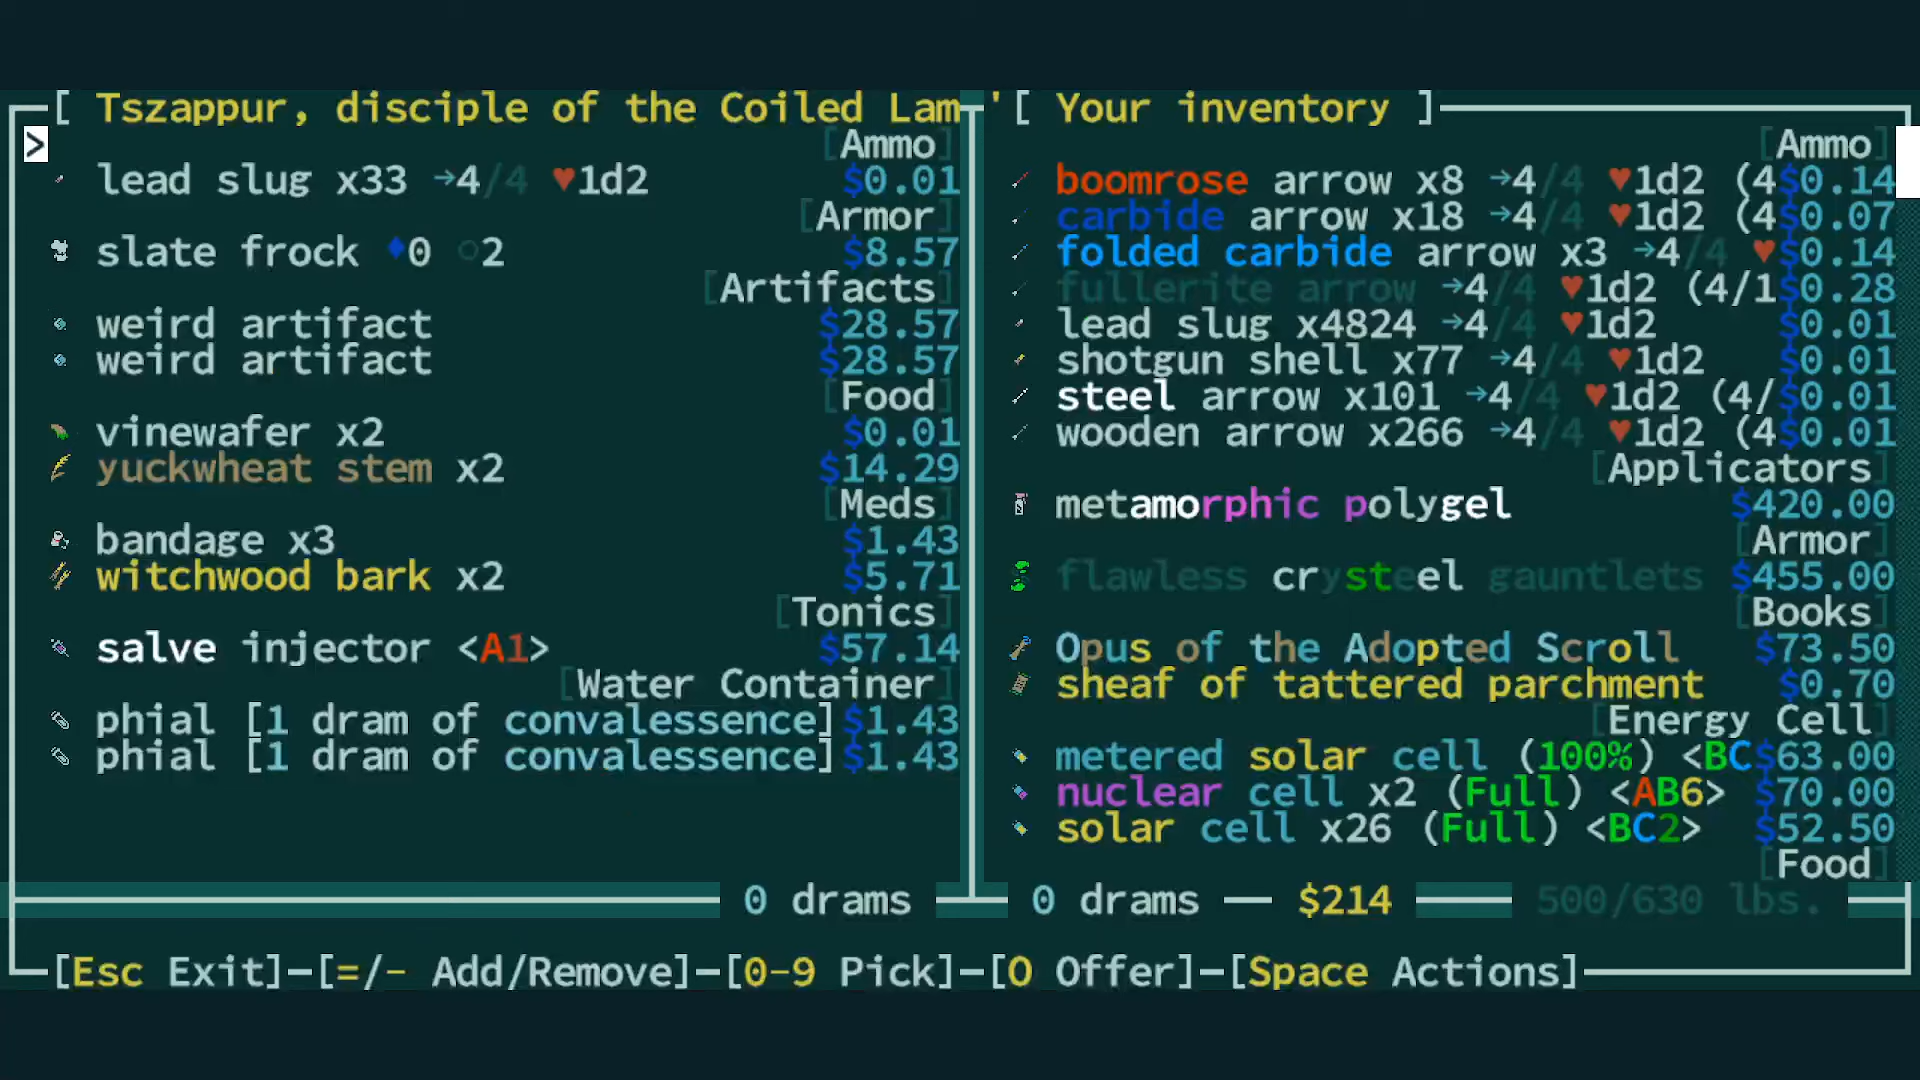 [ Tszappur, disciple of the Coiled Lam
[Ammo]
>
lead slug x33 →4/4 ♥1d2 $0.01
[Armor]
slate frock ♦0 ○2 $8.57
[Artifacts]
weird artifact $28.57
weird artifact $28.57
[Food]
vinewafer x2 $0.01
yuckwheat stem x2 $14.29
[Meds]
bandage x3 $1.43
witchwood bark x2 $5.71
[Tonics]
salve injector <A1> $57.14
[Water Container]
phial [1 dram of convalessence] $1.43
phial [1 dram of convalessence] $1.43
0 drams
'[ Your inventory ]
[Ammo]
boomrose arrow x8 →4/4 ♥1d2 (4 $0.14
carbide arrow x18 →4/4 ♥1d2 (4 $0.07
folded carbide arrow x3 →4/4 ♥ $0.14
fullerite arrow →4/4 ♥1d2 (4/1 $0.28
lead slug x4824 →4/4 ♥1d2 $0.01
shotgun shell x77 →4/4 ♥1d2 $0.01
steel arrow x101 →4/4 ♥1d2 (4/ $0.01
wooden arrow x266 →4/4 ♥1d2 (4 $0.01
[Applicators]
metamorphic polygel $420.00
[Armor]
flawless crysteel gauntlets $455.00
[Books]
Opus of the Adopted Scroll $73.50
sheaf of tattered parchment $0.70
[Energy Cell]
metered solar cell (100%) <BC $63.00
nuclear cell x2 (Full) <AB6> $70.00
solar cell x26 (Full) <BC2> $52.50
[Food]
0 drams — $214 500/630 lbs.
[Esc Exit]-[=/- Add/Remove]-[0-9 Pick]-[O Offer]-[Space Actions]